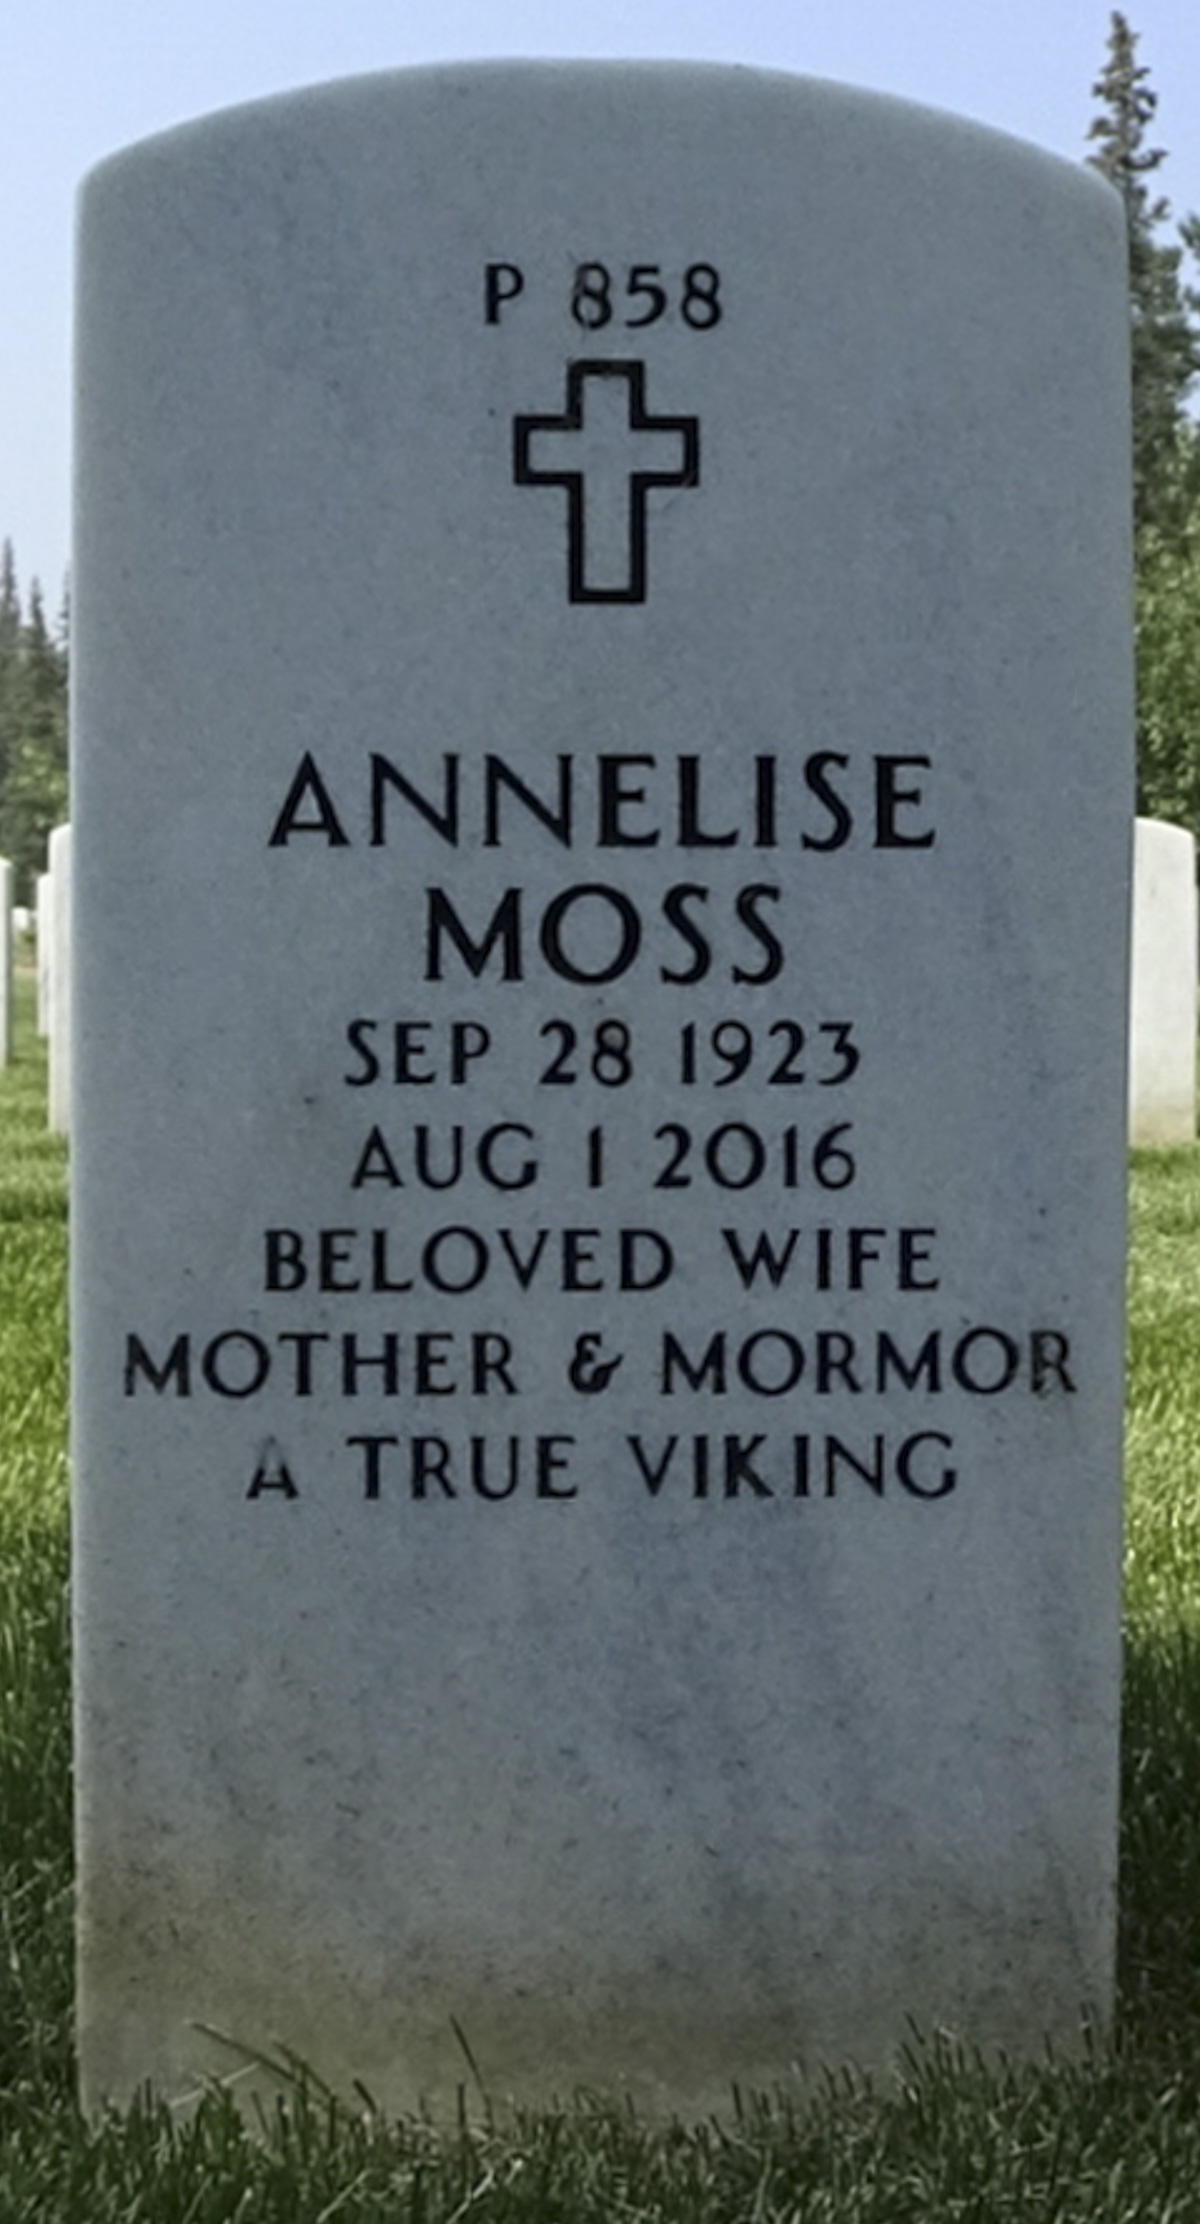 P 858
ANNELISE
MOSS
SEP 28 1923
AUG 1 2016
BELOVED WIFE
MOTHER & MORMOR
A TRUE VIKING